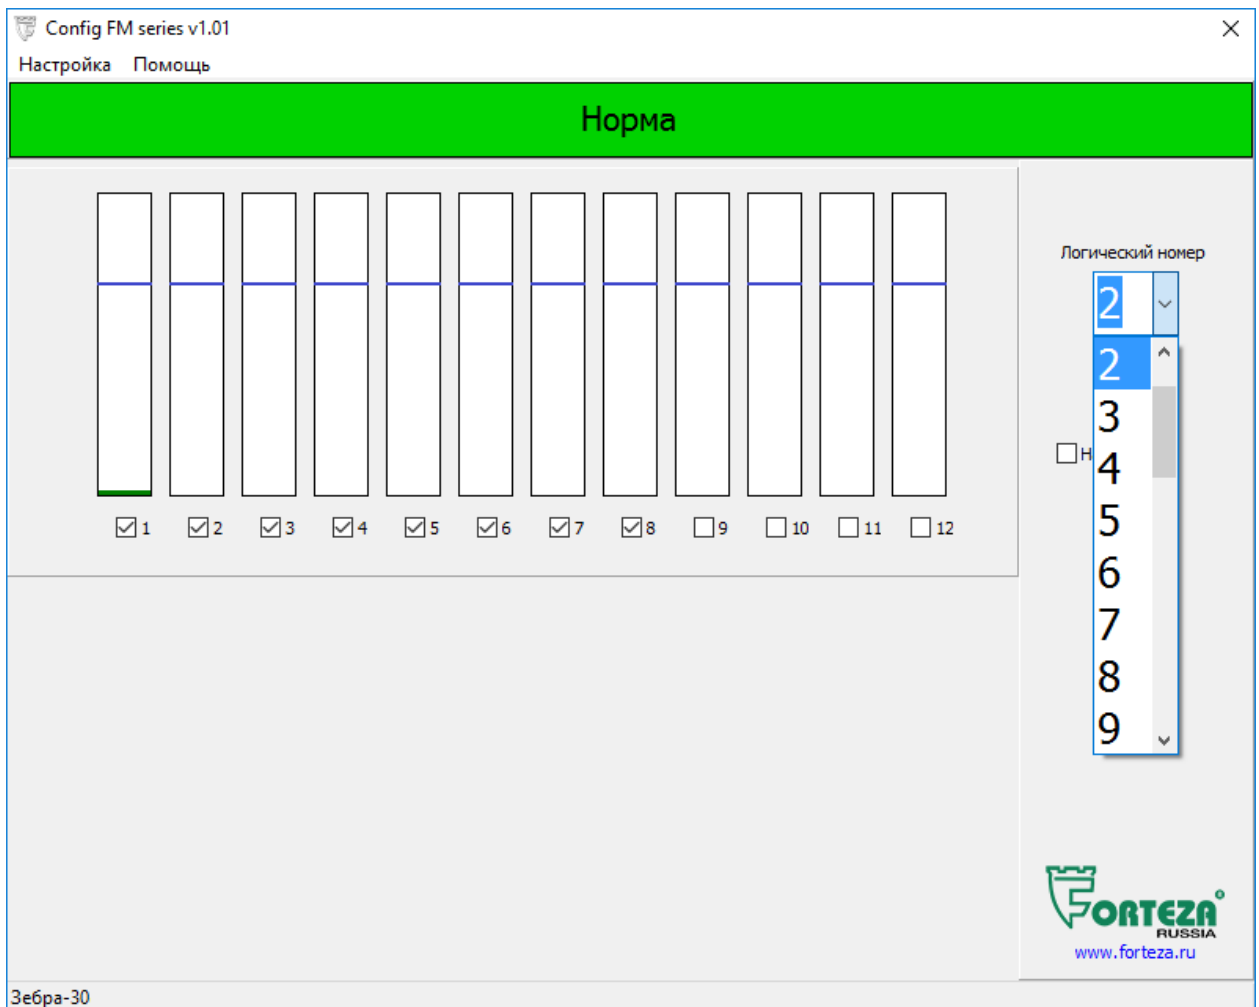 Config FM series v1.01
Настройка Помощь
Норма
Логический номер
2
2
3
4
5
6
7
8
9
Н
1 2 3 4 5 6 7 8 9 10 11 12
FORTEZA®
RUSSIA
www.forteza.ru
Зебра-30